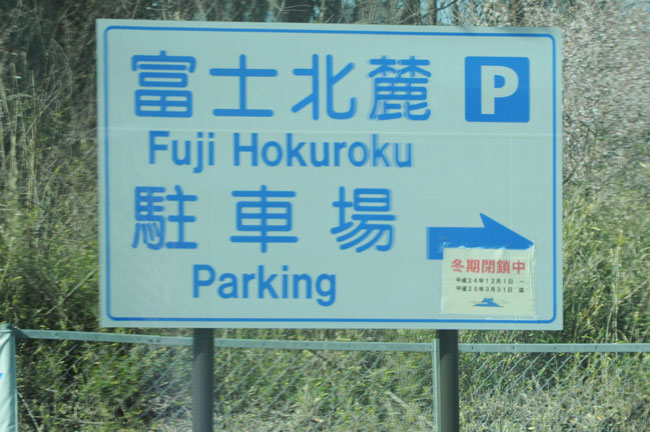 富士北麓 P
Fuji Hokuroku
駐車場
Parking
冬期閉鎖中
平成24年12月1日 ～
平成25年3月31日